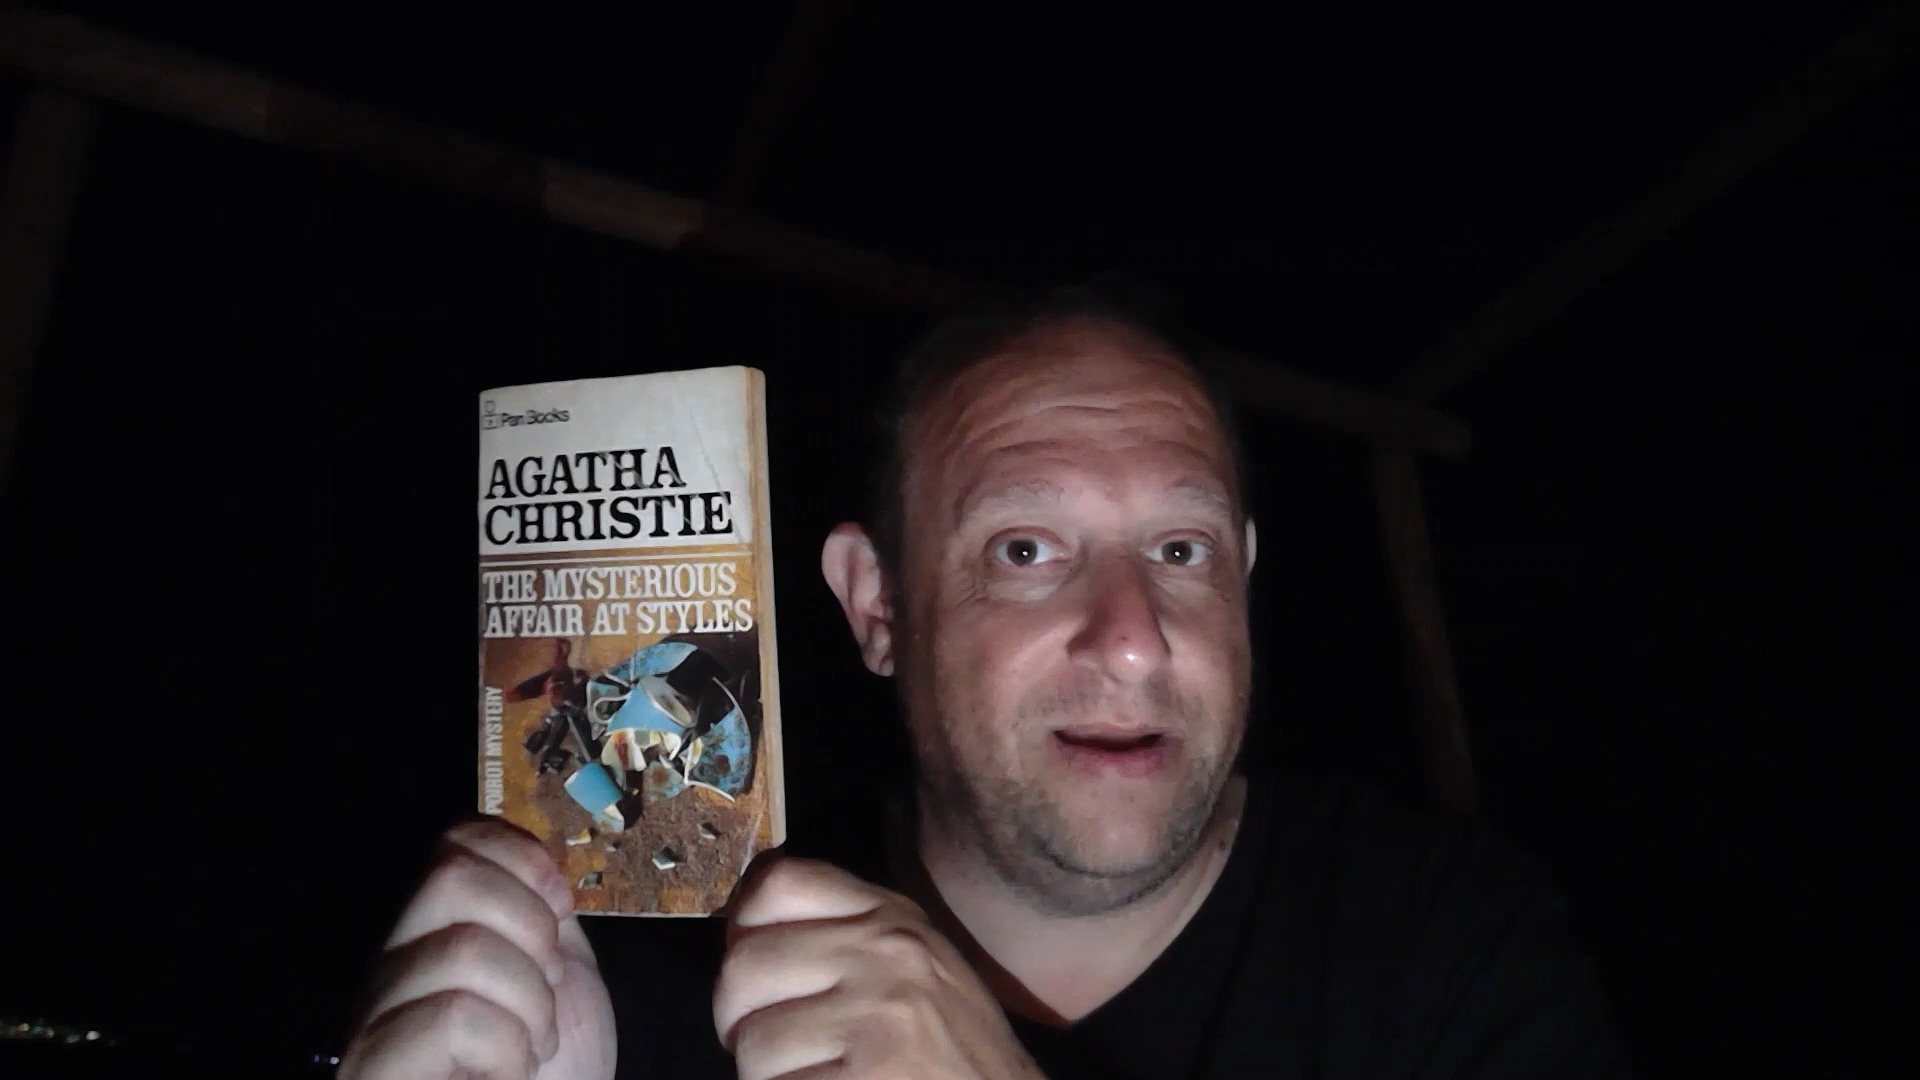 Pan Books
AGATHA
CHRISTIE
THE MYSTERIOUS
AFFAIR AT STYLES
POIROT MYSTERY